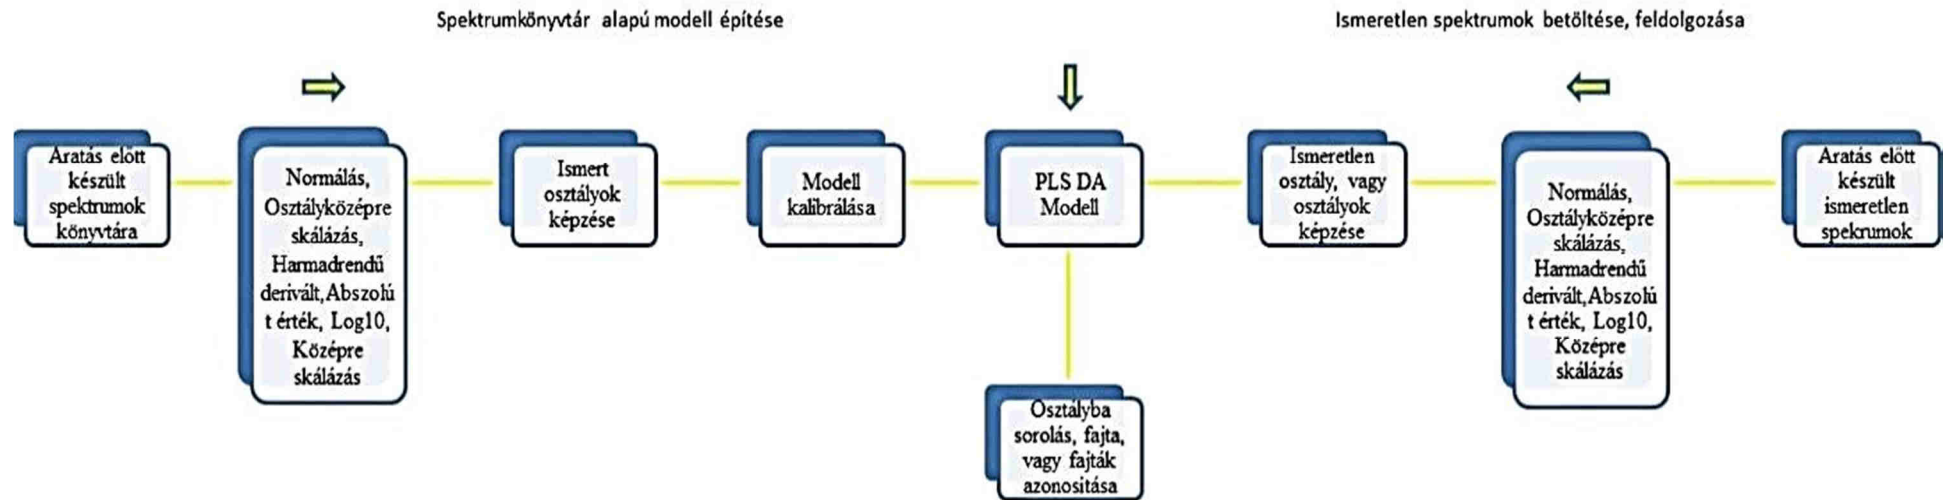 Spektrumkönyvtár alapú modell építése
Ismeretlen spektrumok betöltése, feldolgozása
Aratás előtt
készült
spektrumok
könyvtára
Normálás,
Osztályközépre
skálázás,
Harmadrendű
derivált,Abszolú
t érték, Log10,
Középre
skálázás
Ismert
osztályok
képzése
Modell
kalibrálása
PLS DA
Modell
Ismeretlen
osztály, vagy
osztályok
képzése
Normálás,
Osztályközépre
skálázás,
Harmadrendű
derivált,Abszolú
t érték, Log10,
Középre
skálázás
Aratás előtt
készült
ismeretlen
spekrumok
Osztályba
sorolás, fajta,
vagy fajták
azonositása